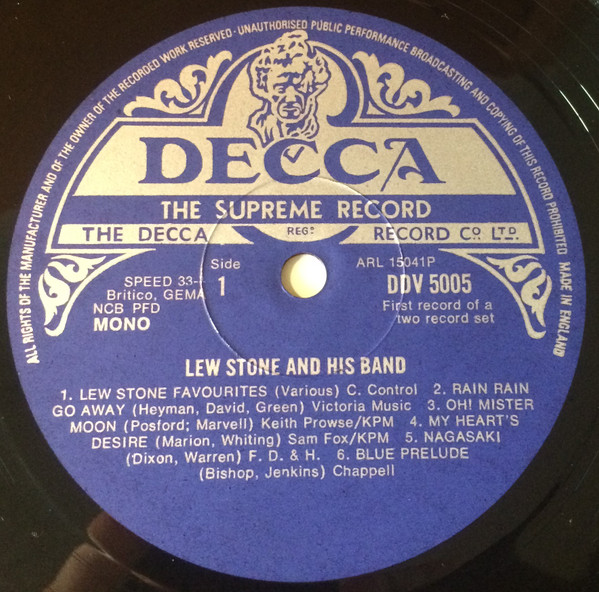 ALL RIGHTS OF THE MANUFACTURER AND OF THE OWNER OF THE RECORDED WORK RESERVED · UNAUTHORISED PUBLIC PERFORMANCE BROADCASTING AND COPYING OF THIS RECORD PROHIBITED MADE IN ENGLAND
DECCA
THE SUPREME RECORD
THE DECCA REGD RECORD CO LTD.
SPEED 33-
Britico, GEMA
NCB PFD
MONO
Side
1
ARL 15041P
DDV 5005
First record of a
two record set
LEW STONE AND HIS BAND
1. LEW STONE FAVOURITES (Various) C. Control 2. RAIN RAIN
GO AWAY (Heyman, David, Green) Victoria Music 3. OH! MISTER
MOON (Posford; Marvell) Keith Prowse/KPM 4. MY HEART'S
DESIRE (Marion, Whiting) Sam Fox/KPM 5. NAGASAKI
(Dixon, Warren) F. D. & H. 6. BLUE PRELUDE
(Bishop, Jenkins) Chappell